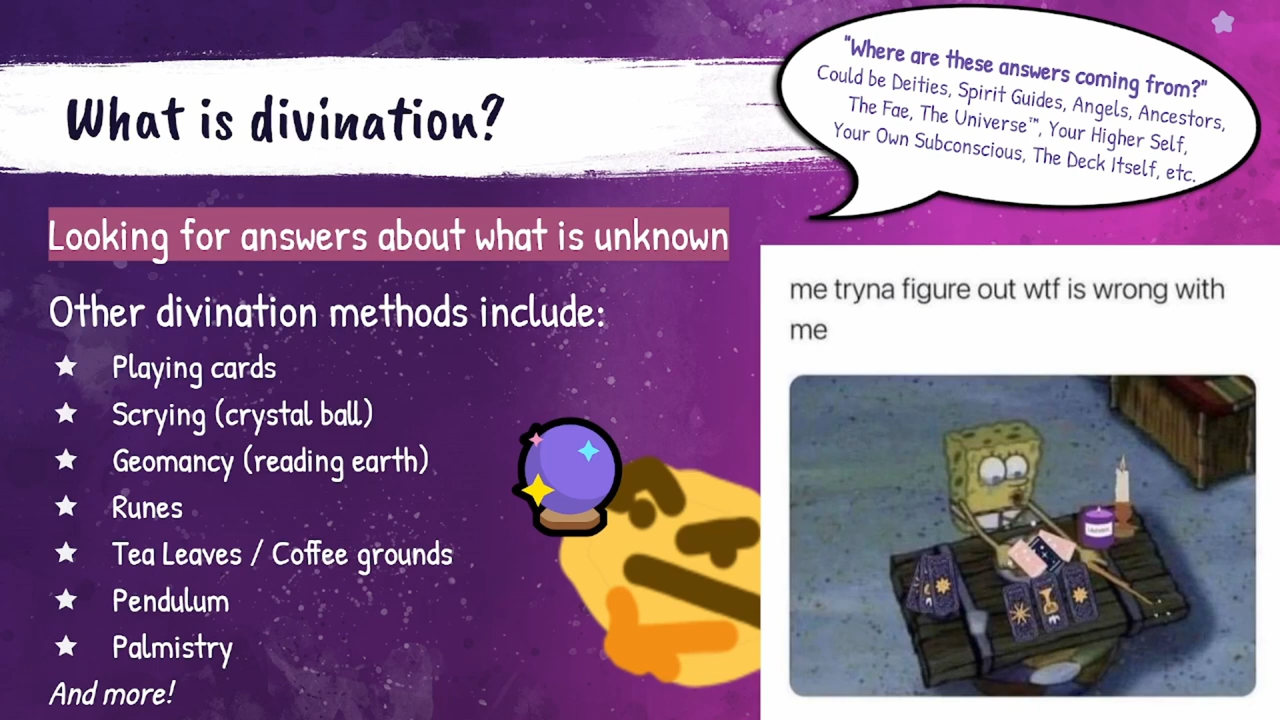 What is divination?
"Where are these answers coming from?"
Could be Deities, Spirit Guides, Angels, Ancestors,
The Fae, The Universe™, Your Higher Self,
Your Own Subconscious, The Deck Itself, etc.
Looking for answers about what is unknown
Other divination methods include:
Playing cards
Scrying (crystal ball)
Geomancy (reading earth)
Runes
Tea Leaves / Coffee grounds
Pendulum
Palmistry
And more!
me tryna figure out wtf is wrong with
me